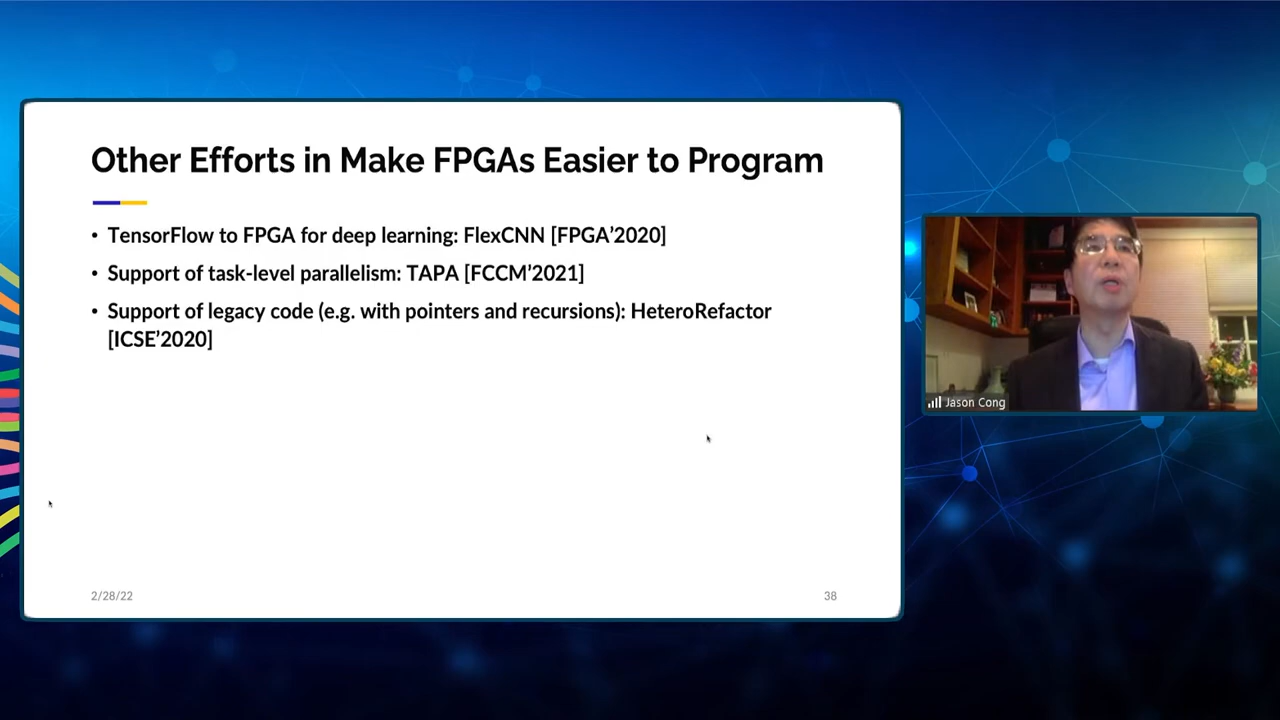 Other Efforts in Make FPGAs Easier to Program
• TensorFlow to FPGA for deep learning: FlexCNN [FPGA’2020]
• Support of task-level parallelism: TAPA [FCCM’2021]
• Support of legacy code (e.g. with pointers and recursions): HeteroRefactor
[ICSE’2020]
2/28/22
38
Jason Cong